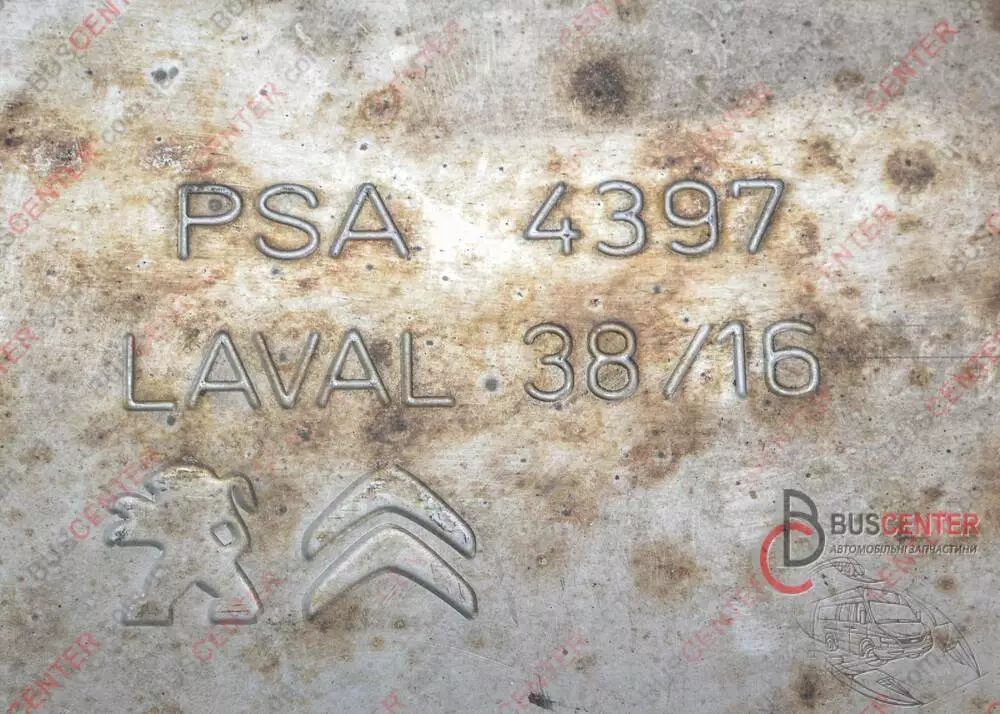 PSA 4397
LAVAL 38/16
BUSCENTER
АВТОМОБІЛЬНІ ЗАПЧАСТИНИ